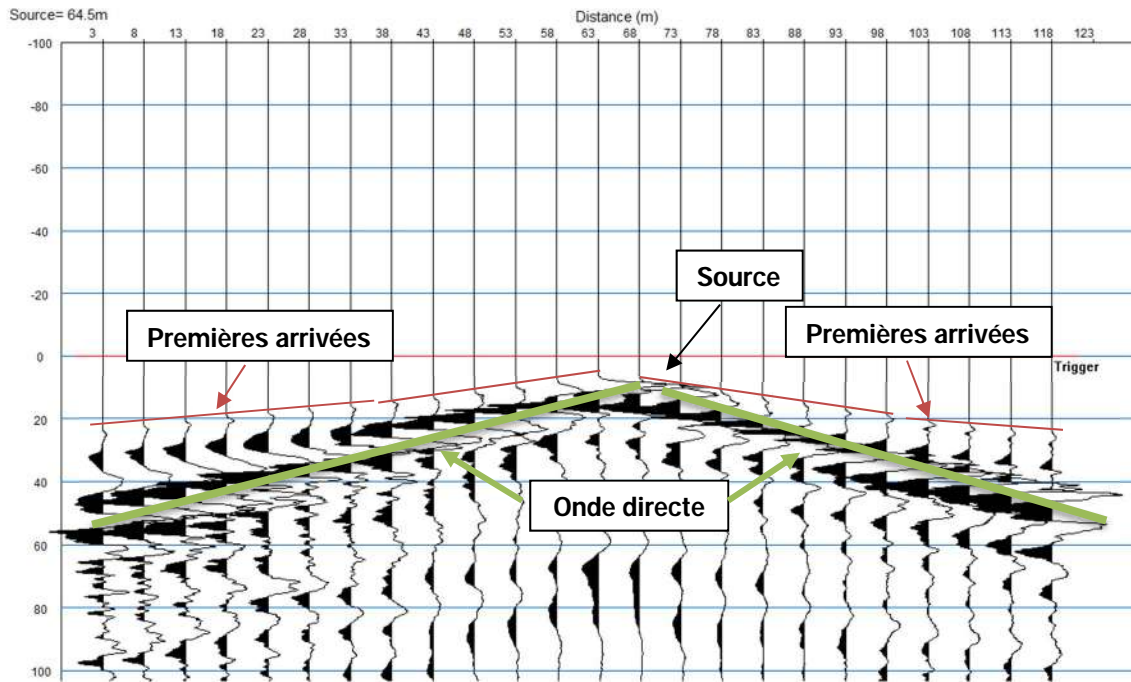 Source= 64.5m
Distance (m)
3 8 13 18 23 28 33 38 43 48 53 58 63 68 73 78 83 88 93 98 103 108 113 118 123
-100
-80
-60
-40
-20
Source
Premières arrivées
Premières arrivées
0
Trigger
20
40
Onde directe
60
80
100